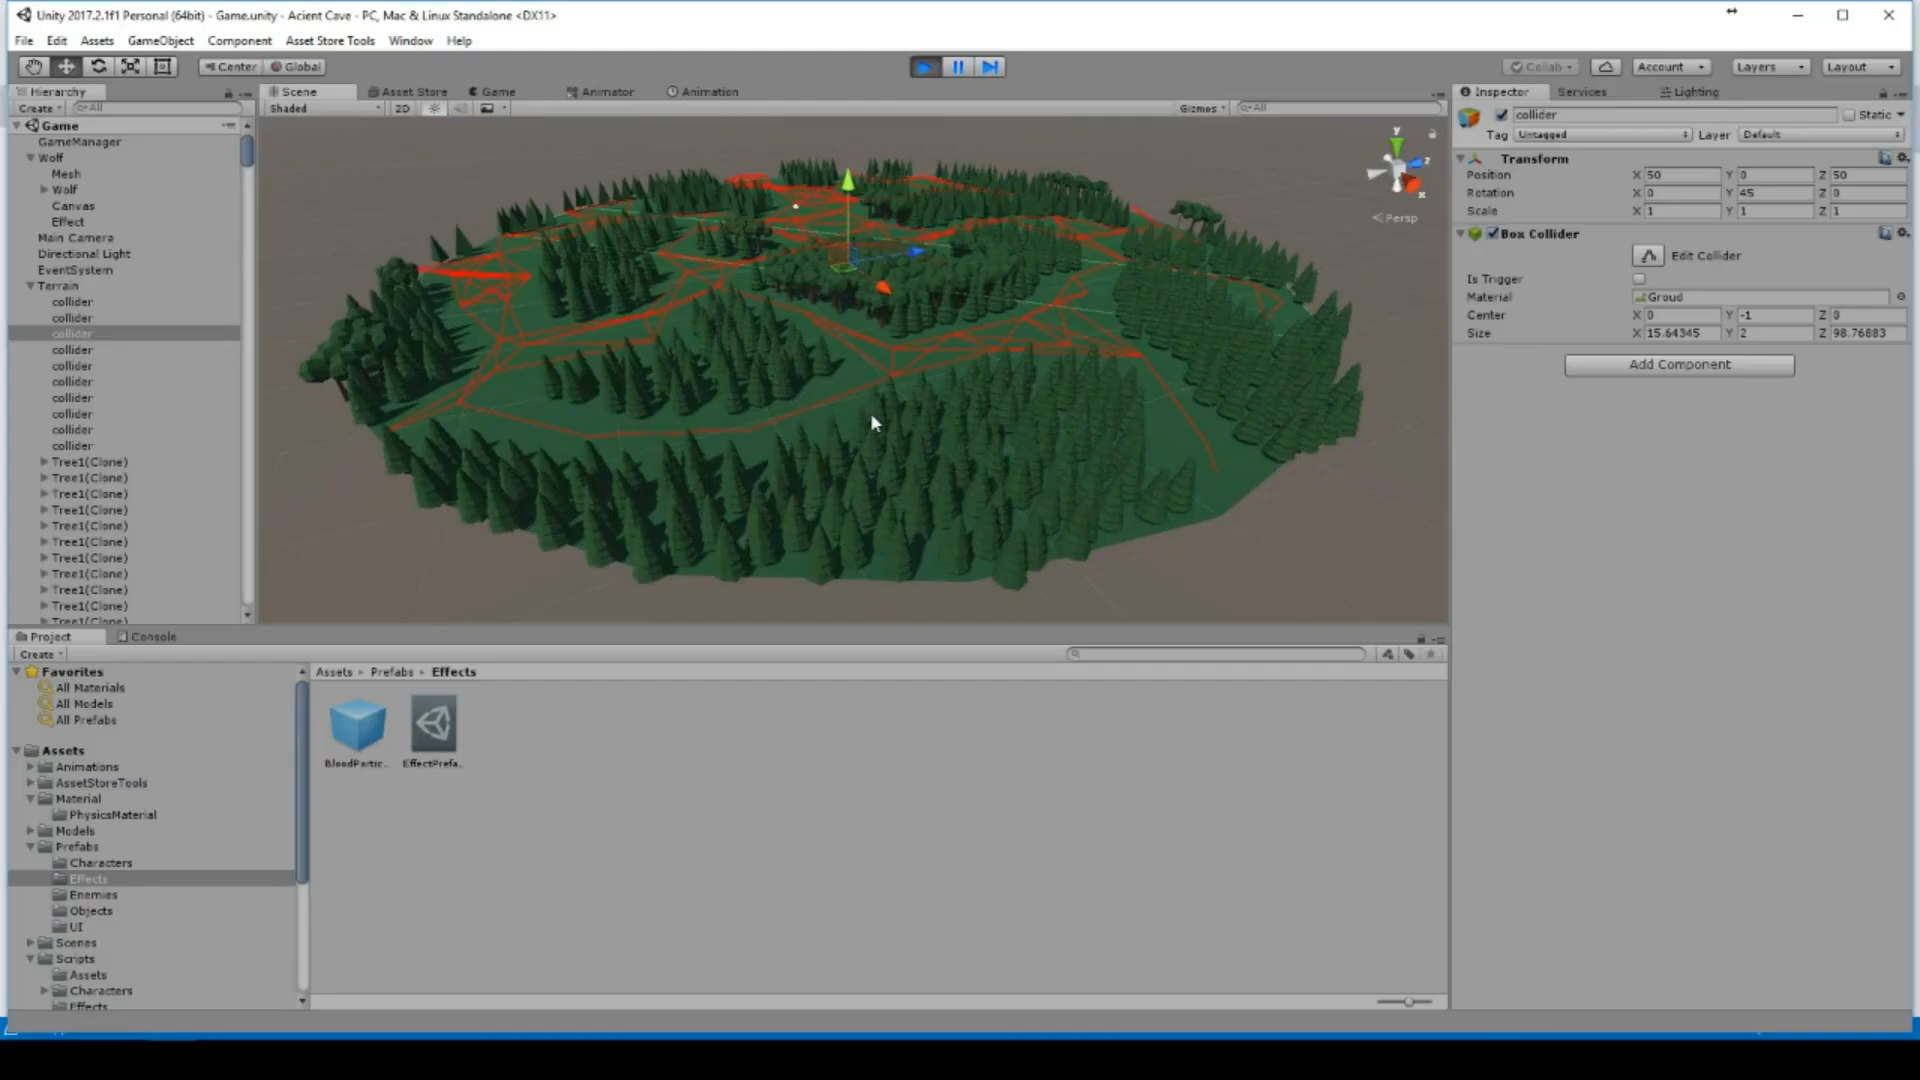 Unity 2017.2.1f1 Personal (64bit) - Game.unity - Acient Cave - PC, Mac & Linux Standalone <DX11>
File Edit Assets GameObject Component Asset Store Tools Window Help
Center Global Collab Account Layers Layout
Hierarchy Scene Asset Store Game Animator Animation Inspector Services Lighting
Create All Shaded 2D Gizmos All
collider Static
Tag Untagged Layer Default
Game
GameManager
Wolf
Mesh
Wolf
Canvas
Effect
Main Camera
Directional Light
EventSystem
Terrain
collider
collider
collider
collider
collider
collider
collider
collider
collider
collider
Tree1(Clone)
Tree1(Clone)
Tree1(Clone)
Tree1(Clone)
Tree1(Clone)
Tree1(Clone)
Tree1(Clone)
Tree1(Clone)
Tree1(Clone)
Tree1(Clone)
Tree1(Clone)
y
z
x
Persp
Transform
Position X 50 Y 0 Z 50
Rotation X 0 Y 45 Z 0
Scale X 1 Y 1 Z 1
Box Collider
Edit Collider
Is Trigger
Material Groud
Center X 0 Y -1 Z 0
Size X 15.64345 Y 2 Z 98.76883
Add Component
Project Console
Create
Favorites
All Materials
All Models
All Prefabs
Assets
Animations
AssetStoreTools
Material
PhysicsMaterial
Models
Prefabs
Characters
Effects
Enemies
Objects
UI
Scenes
Scripts
Assets
Characters
Effects
Assets Prefabs Effects
BloodPartic... EffectPrefa...